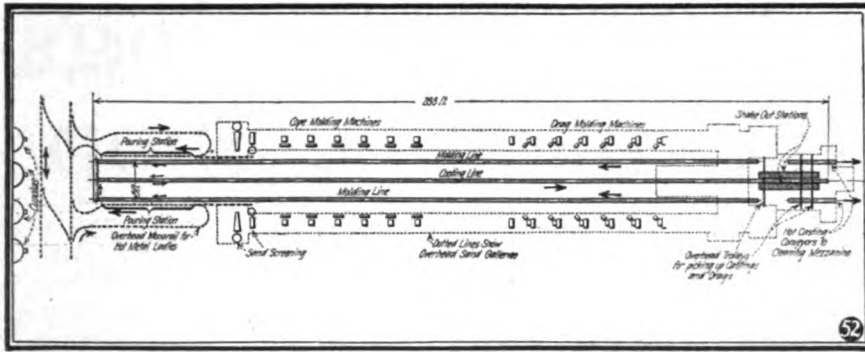 288 ft.
Cope Molding Machines
Drag Molding Machines
Shake Out Stations
Pouring Station
Molding Line
Cooling Line
Molding Line
Pouring Station
Overhead Monorail for
Hot Metal Ladles
Sand Screening
Dotted Lines Show
Overhead Sand Galleries
Overhead Trolleys
for picking up Castings
and Drags
Hot Casting
Conveyors To
Cleaning Mezzanine
52